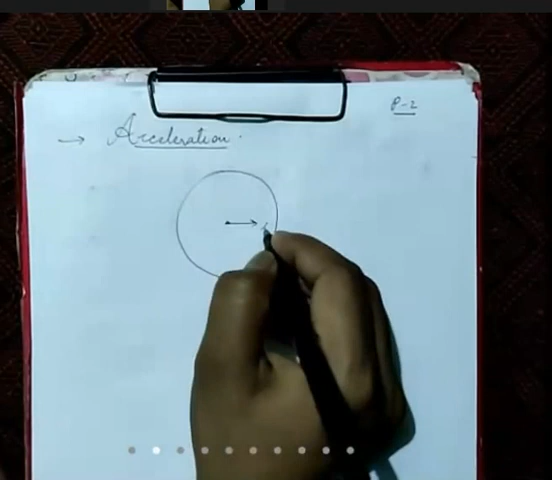 P-2
→ Acceleration.